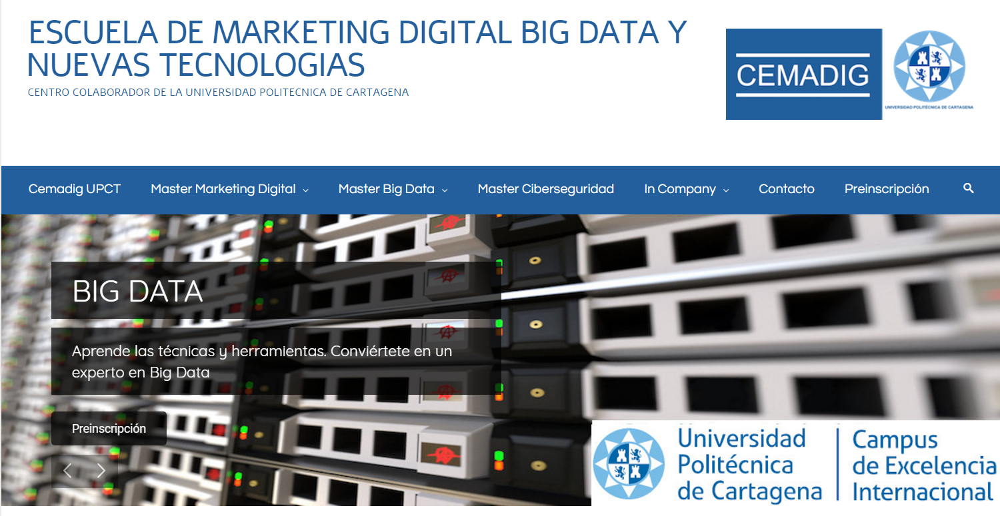 ESCUELA DE MARKETING DIGITAL BIG DATA Y
NUEVAS TECNOLOGIAS
CENTRO COLABORADOR DE LA UNIVERSIDAD POLITECNICA DE CARTAGENA
CEMADIG
UNIVERSIDAD POLITÉCNICA DE CARTAGENA
Cemadig UPCT Master Marketing Digital Master Big Data Master Ciberseguridad In Company Contacto Preinscripción
BIG DATA
Aprende las técnicas y herramientas. Conviértete en un
experto en Big Data
Preinscripción
Universidad
Politécnica
de Cartagena
Campus
de Excelencia
Internacional